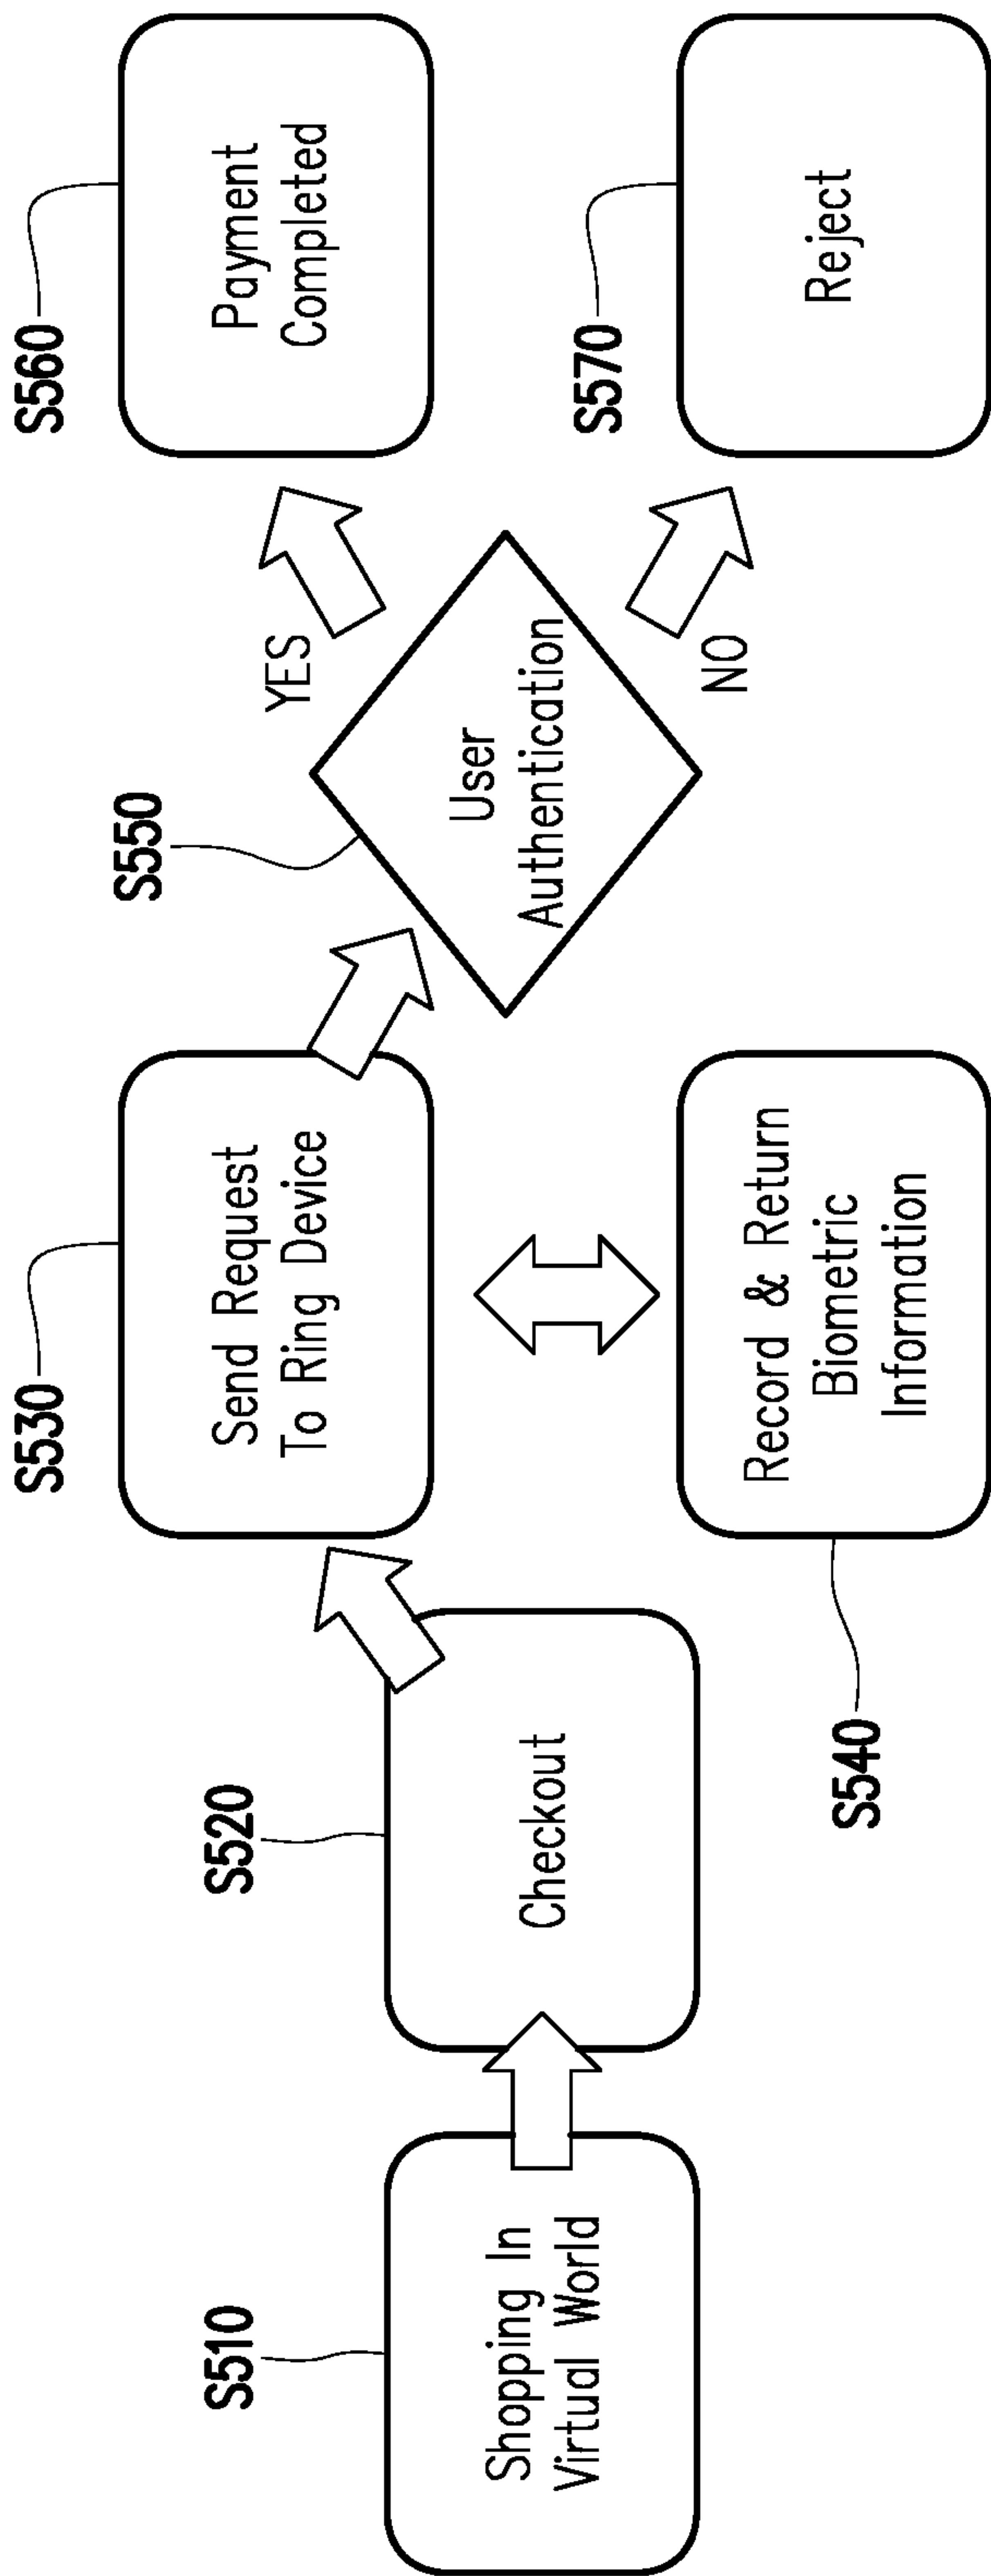 S510
Shopping In
Virtual World
S520
Checkout
S530
Send Request
To Ring Device
S540
Record & Return
Biometric
Information
S550
User
Authentication
YES
NO
S560
Payment
Completed
S570
Reject